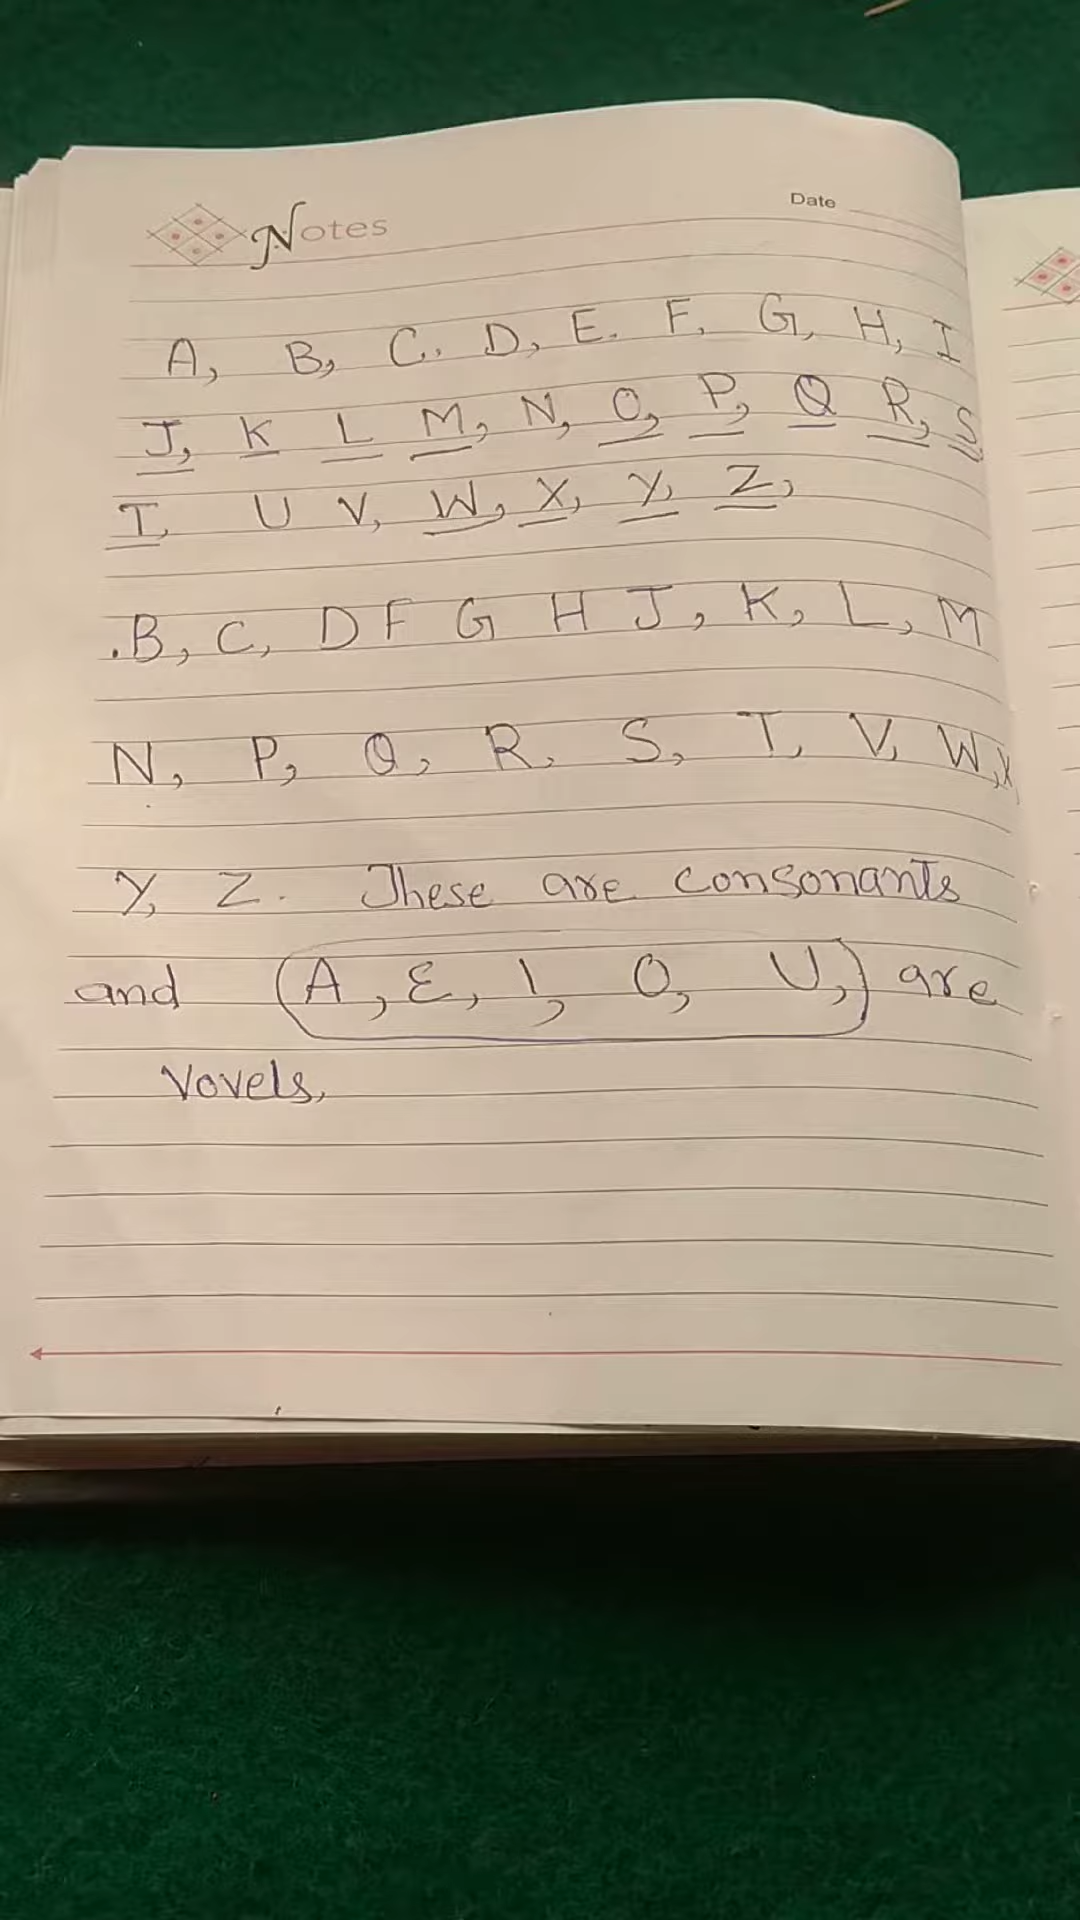 Notes
Date
A, B, C, D, E, F, G, H, I
J, K L M, N, O, P, Q R, S
T, U V, W, X, Y, Z,
.B, C, D F G H J, K, L, M
N, P, Q, R, S, T, V, W, X,
Y, Z. These are consonants
and (A, E, I, O, U,) are
Vovels,